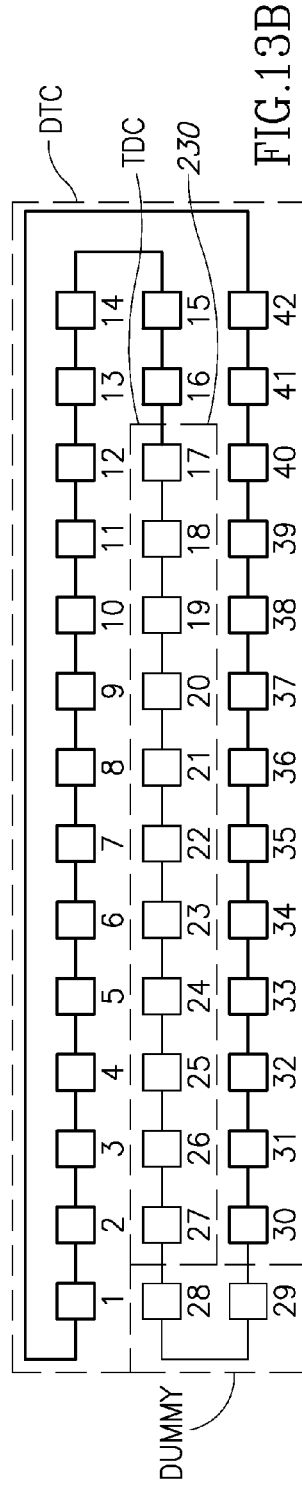 DTC
1 2 3 4 5 6 7 8 9 10 11 12 13 14
TDC
230
28 27 26 25 24 23 22 21 20 19 18 17 16 15
29 30 31 32 33 34 35 36 37 38 39 40 41 42
DUMMY
FIG.13B